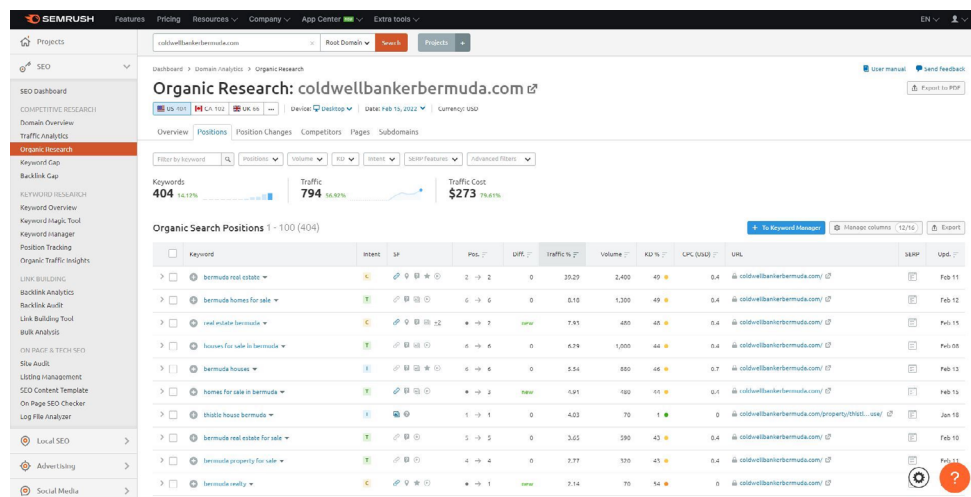 SEMRUSH Features Pricing Resources Company App Center NEW Extra tools EN
Projects
coldwellbankerbermuda.com × Root Domain Search Projects +
SEO
Dashboard > Domain Analytics > Organic Research User manual Send feedback
SEO Dashboard
Organic Research: coldwellbankerbermuda.com Export to PDF
COMPETITIVE RESEARCH
US 404 CA 102 UK 66 ... Device: Desktop Date: Feb 15, 2022 Currency: USD
Domain Overview
Traffic Analytics
Overview Positions Position Changes Competitors Pages Subdomains
Organic Research
Keyword Gap
Filter by keyword Positions Volume KD Intent SERP features Advanced filters
Backlink Gap
Keywords Traffic Traffic Cost
404 14.12% 794 56.92% $273 79.61%
KEYWORD RESEARCH
Keyword Overview
Keyword Magic Tool
Keyword Manager
Organic Search Positions 1 - 100 (404) + To Keyword Manager Manage columns 12/16 Export
Position Tracking
Organic Traffic Insights
Keyword Intent SF Pos. Diff. Traffic % Volume KD % CPC (USD) URL SERP Upd.
LINK BUILDING
bermuda real estate C 2 → 2 0 39.29 2,400 49 0.4 coldwellbankerbermuda.com/ Feb 11
Backlink Analytics
Backlink Audit
bermuda homes for sale T 6 → 6 0 8.18 1,300 49 0.4 coldwellbankerbermuda.com/ Feb 12
Link Building Tool
real estate bermuda C +2 • → 2 new 7.93 480 48 0.4 coldwellbankerbermuda.com/ Feb 15
Bulk Analysis
houses for sale in bermuda T 6 → 6 0 6.29 1,000 44 0.4 coldwellbankerbermuda.com/ Feb 08
ON PAGE & TECH SEO
Site Audit
bermuda houses I 6 → 6 0 5.54 880 46 0.7 coldwellbankerbermuda.com/ Feb 13
Listing Management
SEO Content Template
homes for sale in bermuda T • → 3 new 4.91 480 44 0.4 coldwellbankerbermuda.com/ Feb 15
On Page SEO Checker
Log File Analyzer
thistle house bermuda I 1 → 1 0 4.03 70 1 0 coldwellbankerbermuda.com/property/thistl... use/ Jan 18
Local SEO
bermuda real estate for sale T 5 → 5 0 3.65 590 43 0.4 coldwellbankerbermuda.com/ Feb 10
Advertising
bermuda property for sale T 4 → 4 0 2.77 320 43 0.4 coldwellbankerbermuda.com/ Feb 11
Social Media
bermuda realty C • → 1 new 2.14 70 54 0 coldwellbankerbermuda.com/ Feb
?